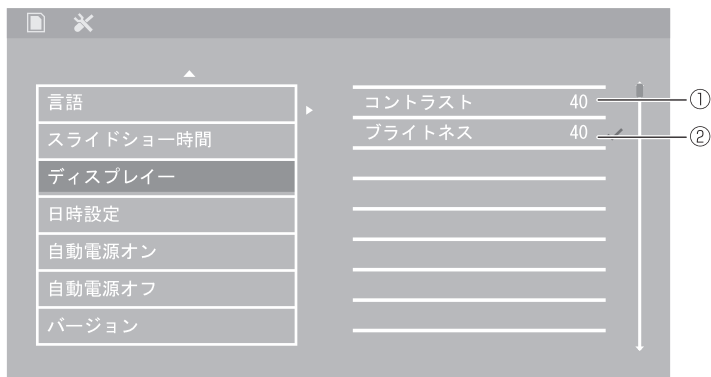 言語
スライドショー時間
ディスプレイー
日時設定
自動電源オン
自動電源オフ
バージョン
コントラスト 40 ①
ブライトネス 40 ②